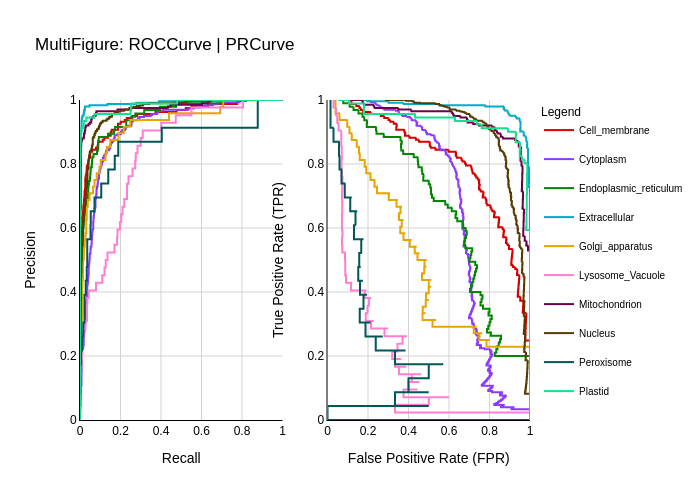 MultiFigure: ROCCurve | PRCurve
Precision
1
0.8
0.6
0.4
0.2
0
0 0.2 0.4 0.6 0.8 1
Recall
True Positive Rate (TPR)
1
0.8
0.6
0.4
0.2
0
0 0.2 0.4 0.6 0.8 1
False Positive Rate (FPR)
Legend
Cell_membrane
Cytoplasm
Endoplasmic_reticulum
Extracellular
Golgi_apparatus
Lysosome_Vacuole
Mitochondrion
Nucleus
Peroxisome
Plastid